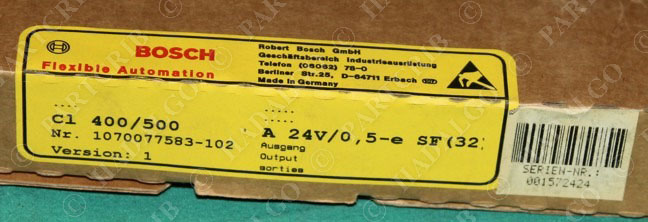 BOSCH
Flexible Automation
Robert Bosch GmbH
Geschäftsbereich Industrieausrüstung
Telefon (06062) 78-0
Berliner Str.25, D-64711 Erbach
Made in Germany
.....
Cl 400/500
Nr. 1070077583-102
Version: 1
.....
A 24V/0,5-e SF(32)
Ausgang
Output
sorties
SERIEN-NR.:
001572424